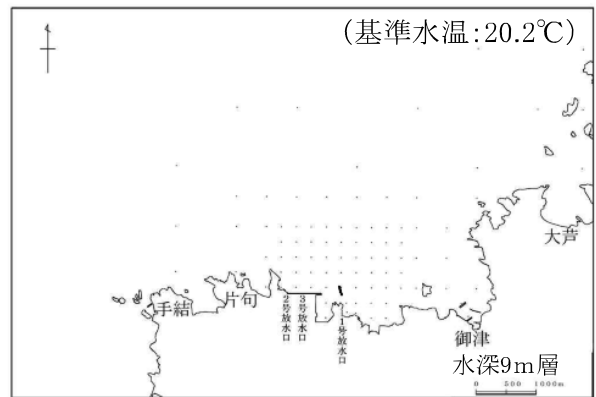 （基準水温：20.2℃）
大芦
片句
手結
2号放水口
3号放水口
1号放水口
御津
水深9m層
0 500 1000m